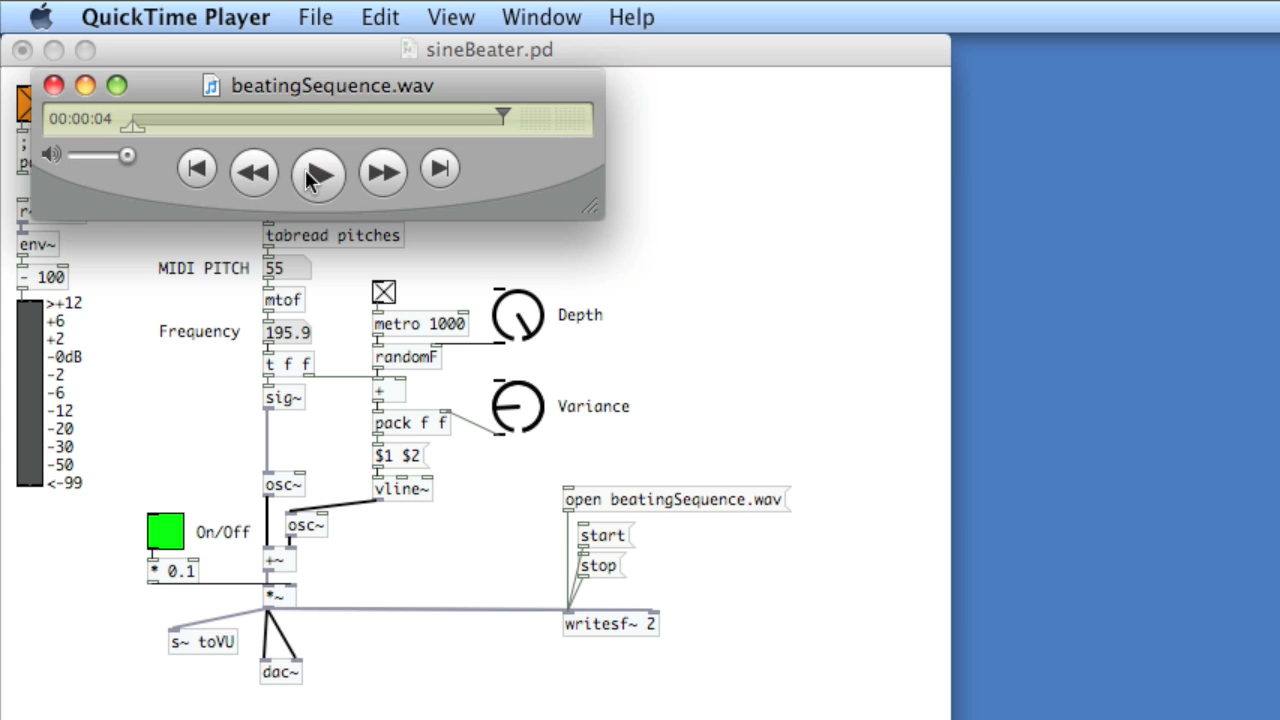 QuickTime Player File Edit View Window Help
sineBeater.pd
beatingSequence.wav
00:00:04
;
env~
- 100
>+12
+6
+2
-0dB
-2
-6
-12
-20
-30
-50
<-99
tabread pitches
MIDI PITCH 55
mtof
Frequency 195.9
t f f
sig~
osc~
metro 1000
randomF
+
pack f f
$1 $2
vline~
osc~
Depth
Variance
On/Off
* 0.1
+~
*~
s~ toVU
dac~
open beatingSequence.wav
start
stop
writesf~ 2